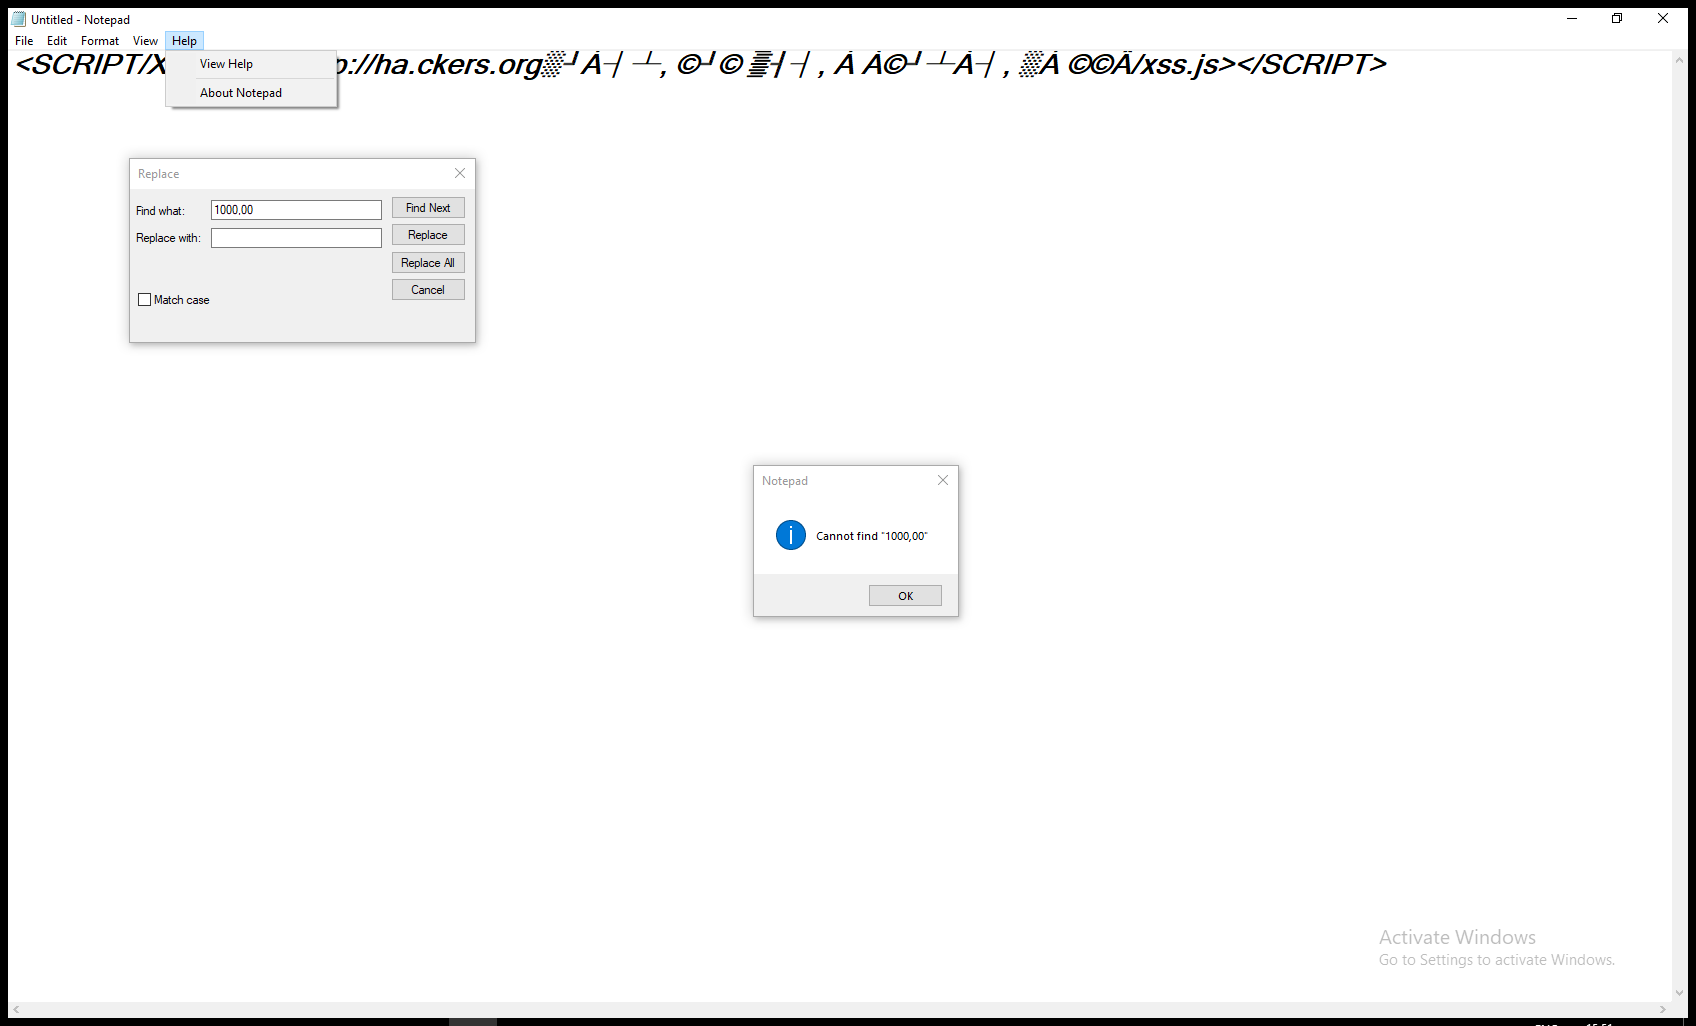 Untitled - Notepad
File Edit Format View Help
<SCRIPT/X p://ha.ckers.org▒┘Á┤ ┴, ©┘© ▓┤┤, Á Á©┘┴Á┤, ▒Á ©©Ã/xss.js></SCRIPT>
View Help
About Notepad
Replace
Find what: 1000,00 Find Next
Replace with: Replace
Replace All
Cancel
Match case
Notepad
Cannot find "1000,00"
OK
Activate Windows
Go to Settings to activate Windows.